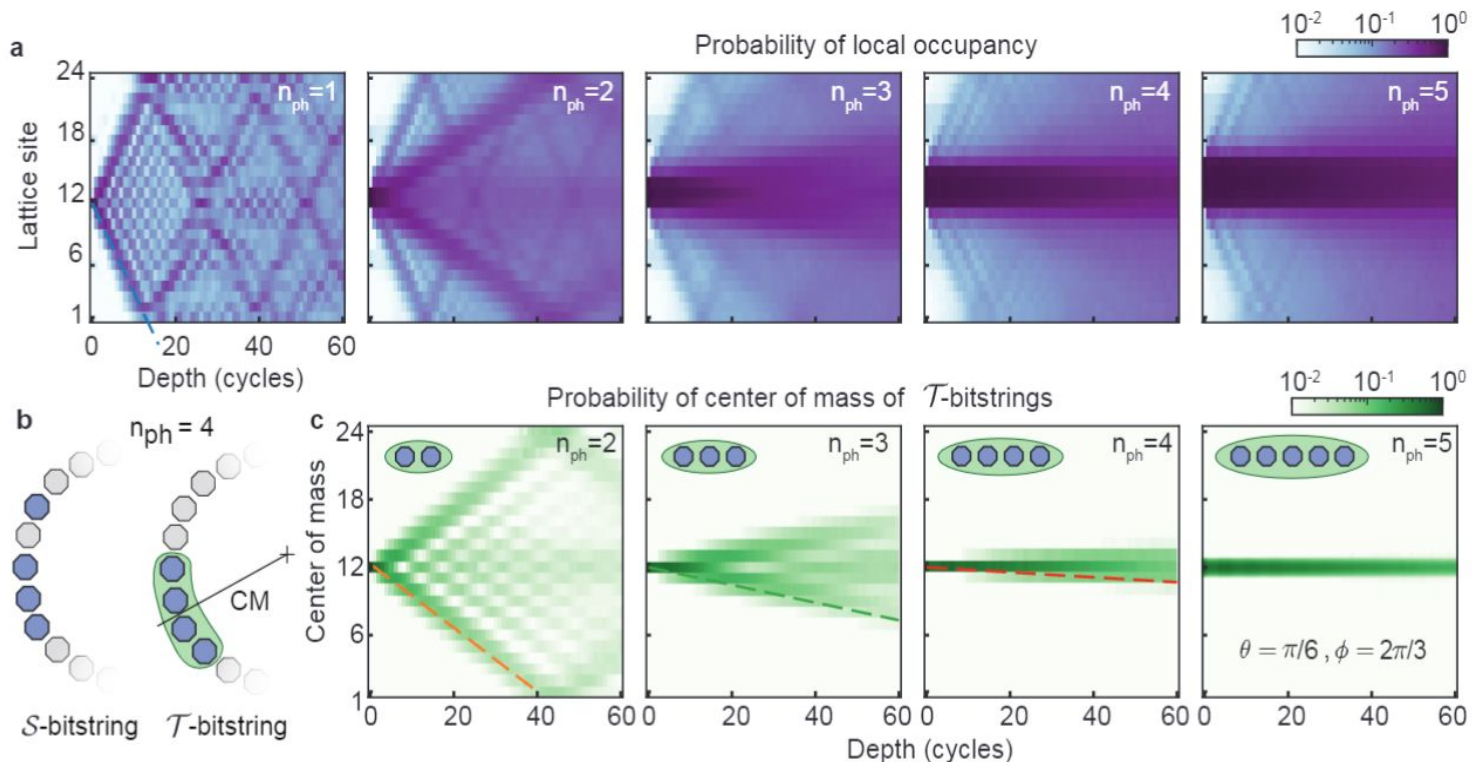 a
Probability of local occupancy
10⁻² 10⁻¹ 10⁰
Lattice site
24
18
12
6
1
n_ph=1
n_ph=2
n_ph=3
n_ph=4
n_ph=5
0 20 40 60
Depth (cycles)
b
n_ph = 4
CM
𝒮-bitstring
𝒯-bitstring
c
Probability of center of mass of 𝒯-bitstrings
10⁻² 10⁻¹ 10⁰
Center of mass
24
18
12
6
1
n_ph=2
n_ph=3
n_ph=4
n_ph=5
θ = π/6 , ϕ = 2π/3
0 20 40 60
0 20 40 60
0 20 40 60
0 20 40 60
Depth (cycles)